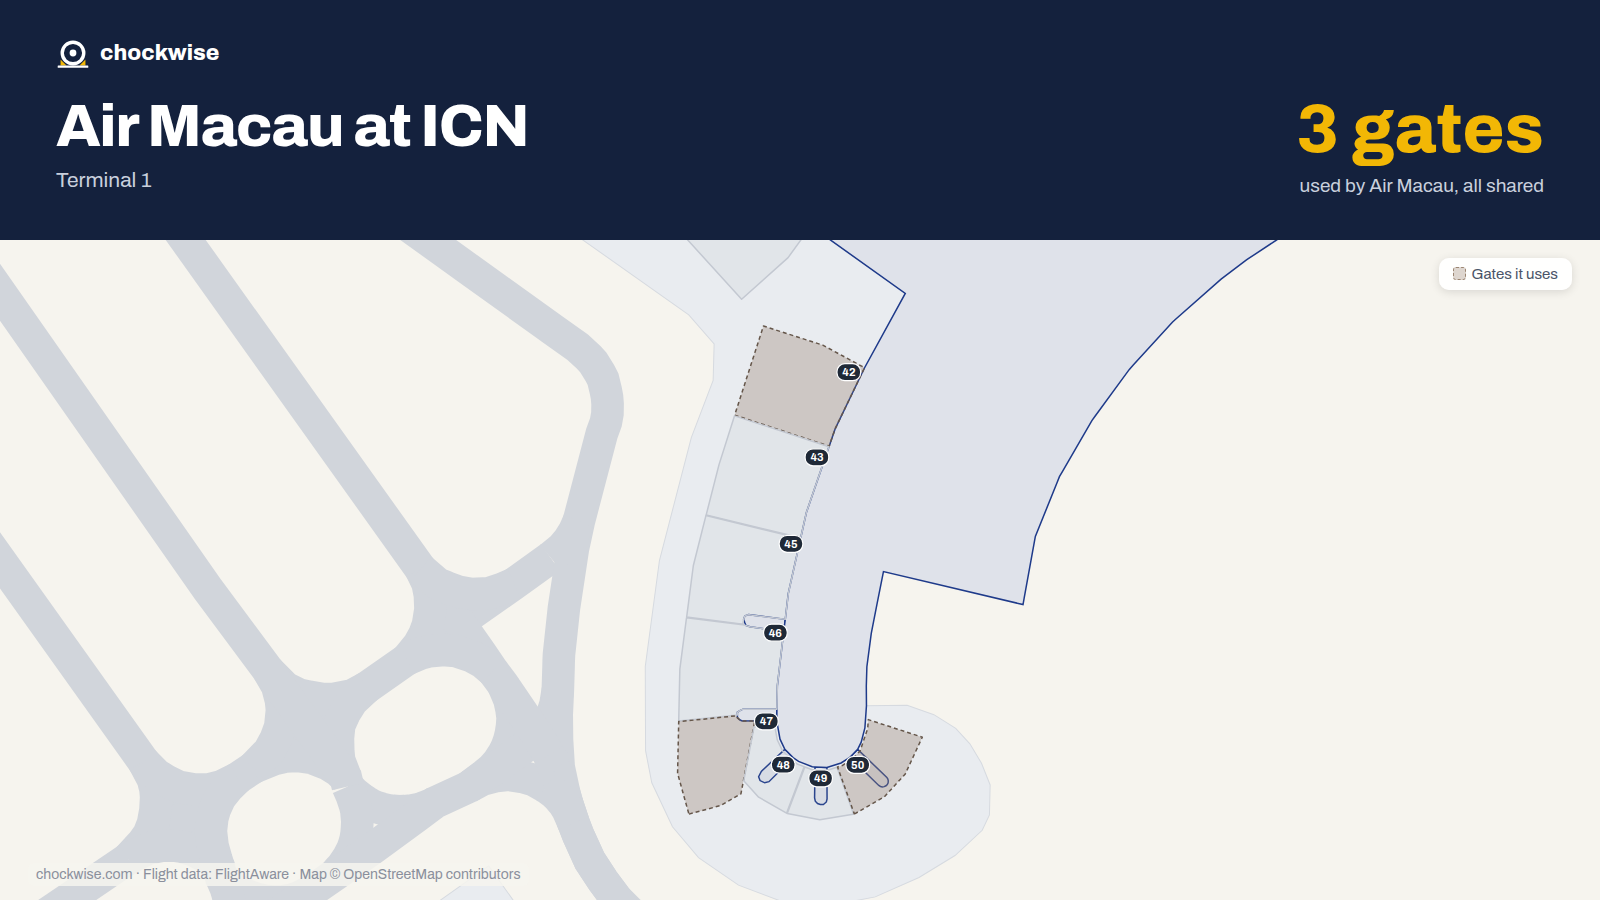 chockwise
Air Macau at ICN
Terminal 1
3 gates
used by Air Macau, all shared
Gates it uses
42
43
45
46
47
48
49
50
chockwise.com · Flight data: FlightAware · Map © OpenStreetMap contributors